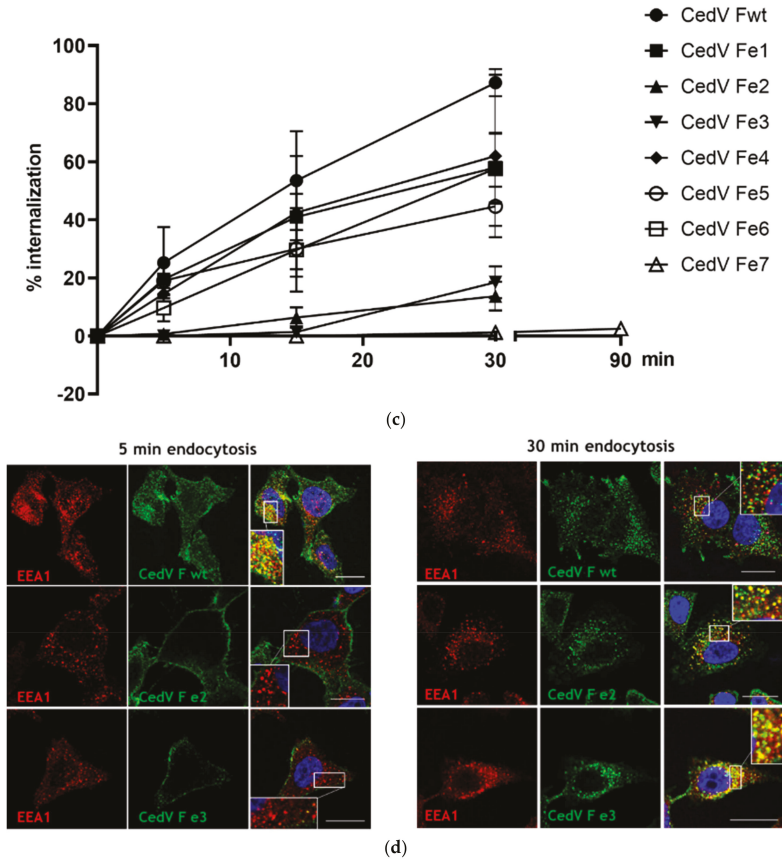 100
80
60
40
20
0
-20
% internalization
10
20
30
90
min
CedV Fwt
CedV Fe1
CedV Fe2
CedV Fe3
CedV Fe4
CedV Fe5
CedV Fe6
CedV Fe7
(c)
5 min endocytosis
EEA1
CedV F wt
EEA1
CedV F e2
EEA1
CedV F e3
30 min endocytosis
EEA1
CedV F wt
EEA1
CedV F e2
EEA1
CedV F e3
(d)